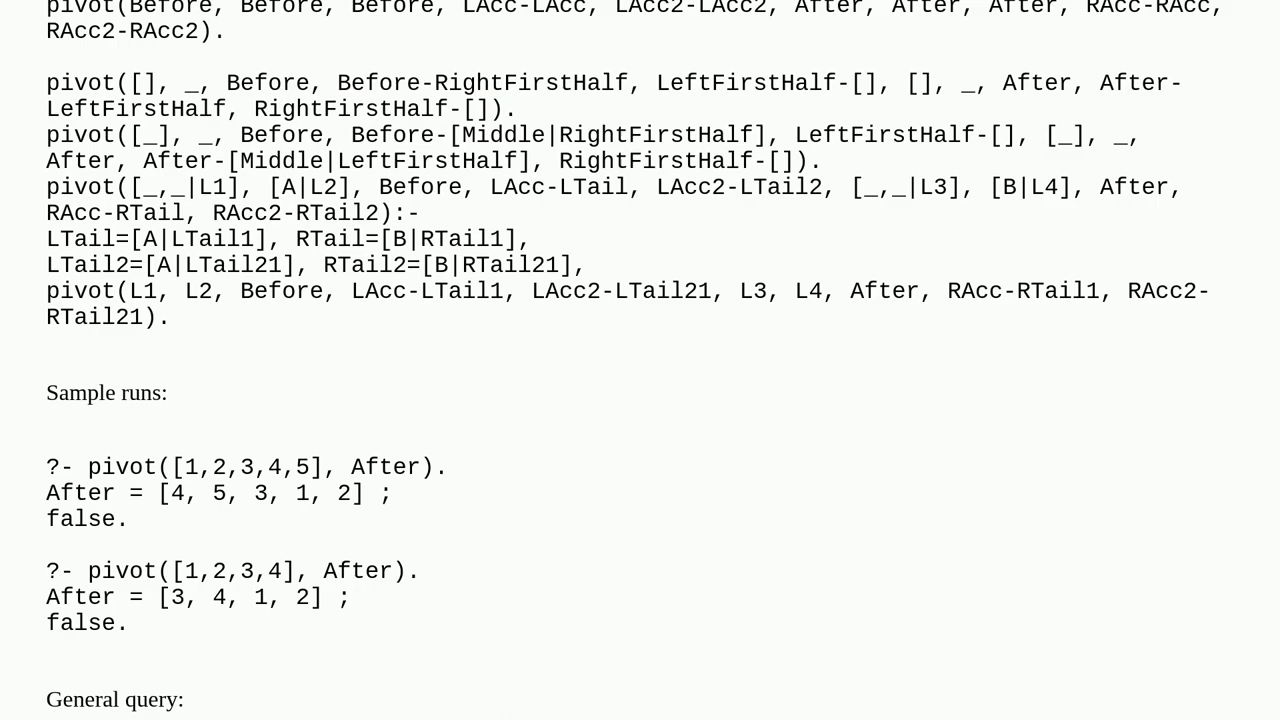 pivot(Before, Before, Before, LAcc-LAcc, LAcc2-LAcc2, After, After, After, RAcc-RAcc,
RAcc2-RAcc2).
pivot([], _, Before, Before-RightFirstHalf, LeftFirstHalf-[], [], _, After, After-
LeftFirstHalf, RightFirstHalf-[]).
pivot([_], _, Before, Before-[Middle|RightFirstHalf], LeftFirstHalf-[], [_], _,
After, After-[Middle|LeftFirstHalf], RightFirstHalf-[]).
pivot([_,_|L1], [A|L2], Before, LAcc-LTail, LAcc2-LTail2, [_,_|L3], [B|L4], After,
RAcc-RTail, RAcc2-RTail2):-
LTail=[A|LTail1], RTail=[B|RTail1],
LTail2=[A|LTail21], RTail2=[B|RTail21],
pivot(L1, L2, Before, LAcc-LTail1, LAcc2-LTail21, L3, L4, After, RAcc-RTail1, RAcc2-
RTail21).
Sample runs:
?- pivot([1,2,3,4,5], After).
After = [4, 5, 3, 1, 2] ;
false.
?- pivot([1,2,3,4], After).
After = [3, 4, 1, 2] ;
false.
General query: